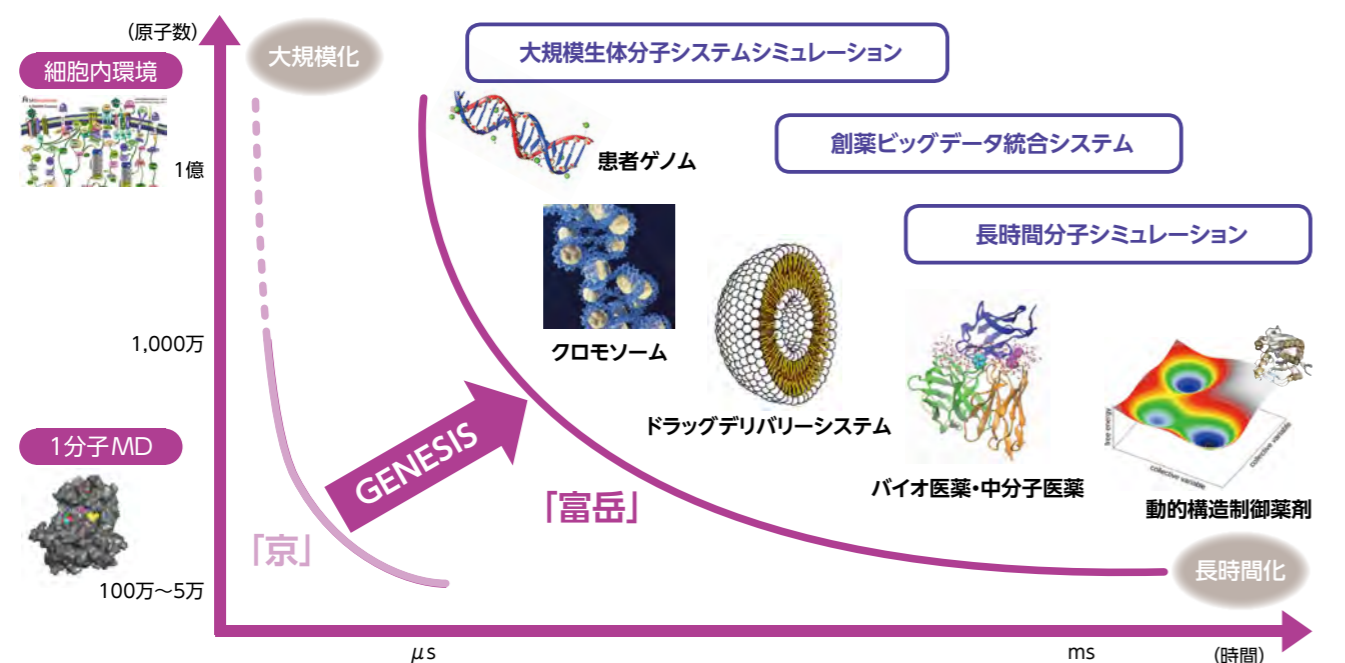 （原子数）
大規模化
大規模生体分子システムシミュレーション
細胞内環境
創薬ビッグデータ統合システム
患者ゲノム
1億
長時間分子シミュレーション
1,000万
クロモソーム
ドラッグデリバリーシステム
free energy
collective variable
collective variable
1分子MD
GENESIS
バイオ医薬・中分子医薬
動的構造制御薬剤
「富岳」
「京」
長時間化
100万〜5万
μs
ms
（時間）